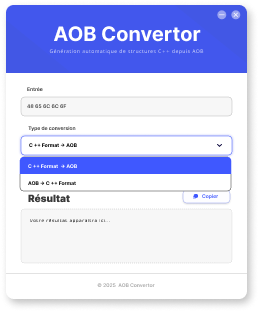 AOB Convertor
Génération automatique de structures C++ depuis AOB
Entrée
48 65 6C 6C 6F
Type de conversion
C ++ Format → AOB
C ++ Format → AOB
AOB → C ++ Format
Résultat
Copier
Votre résultat apparaîtra ici...
© 2025 AOB Convertor